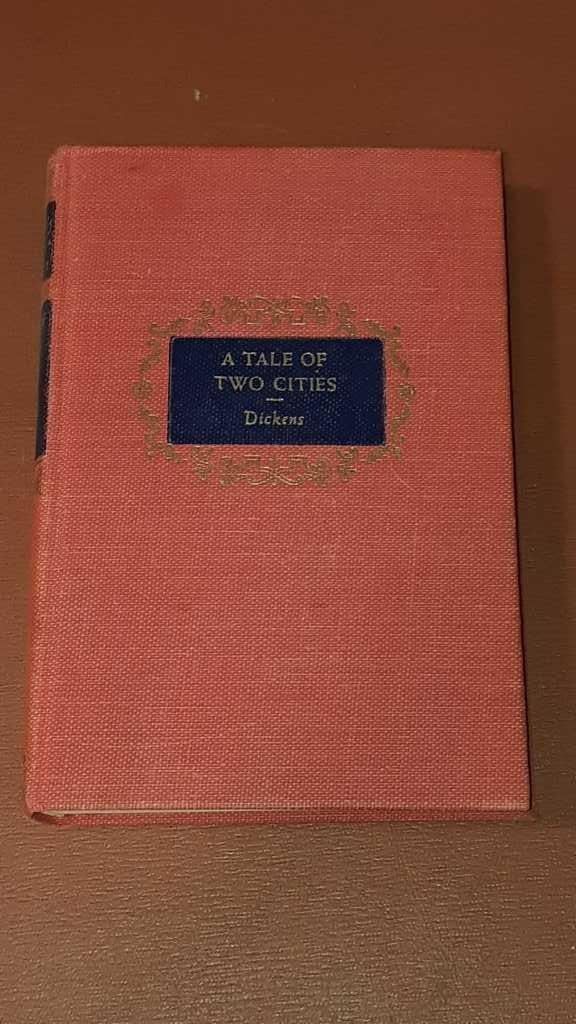 A TALE OF
TWO CITIES
Dickens